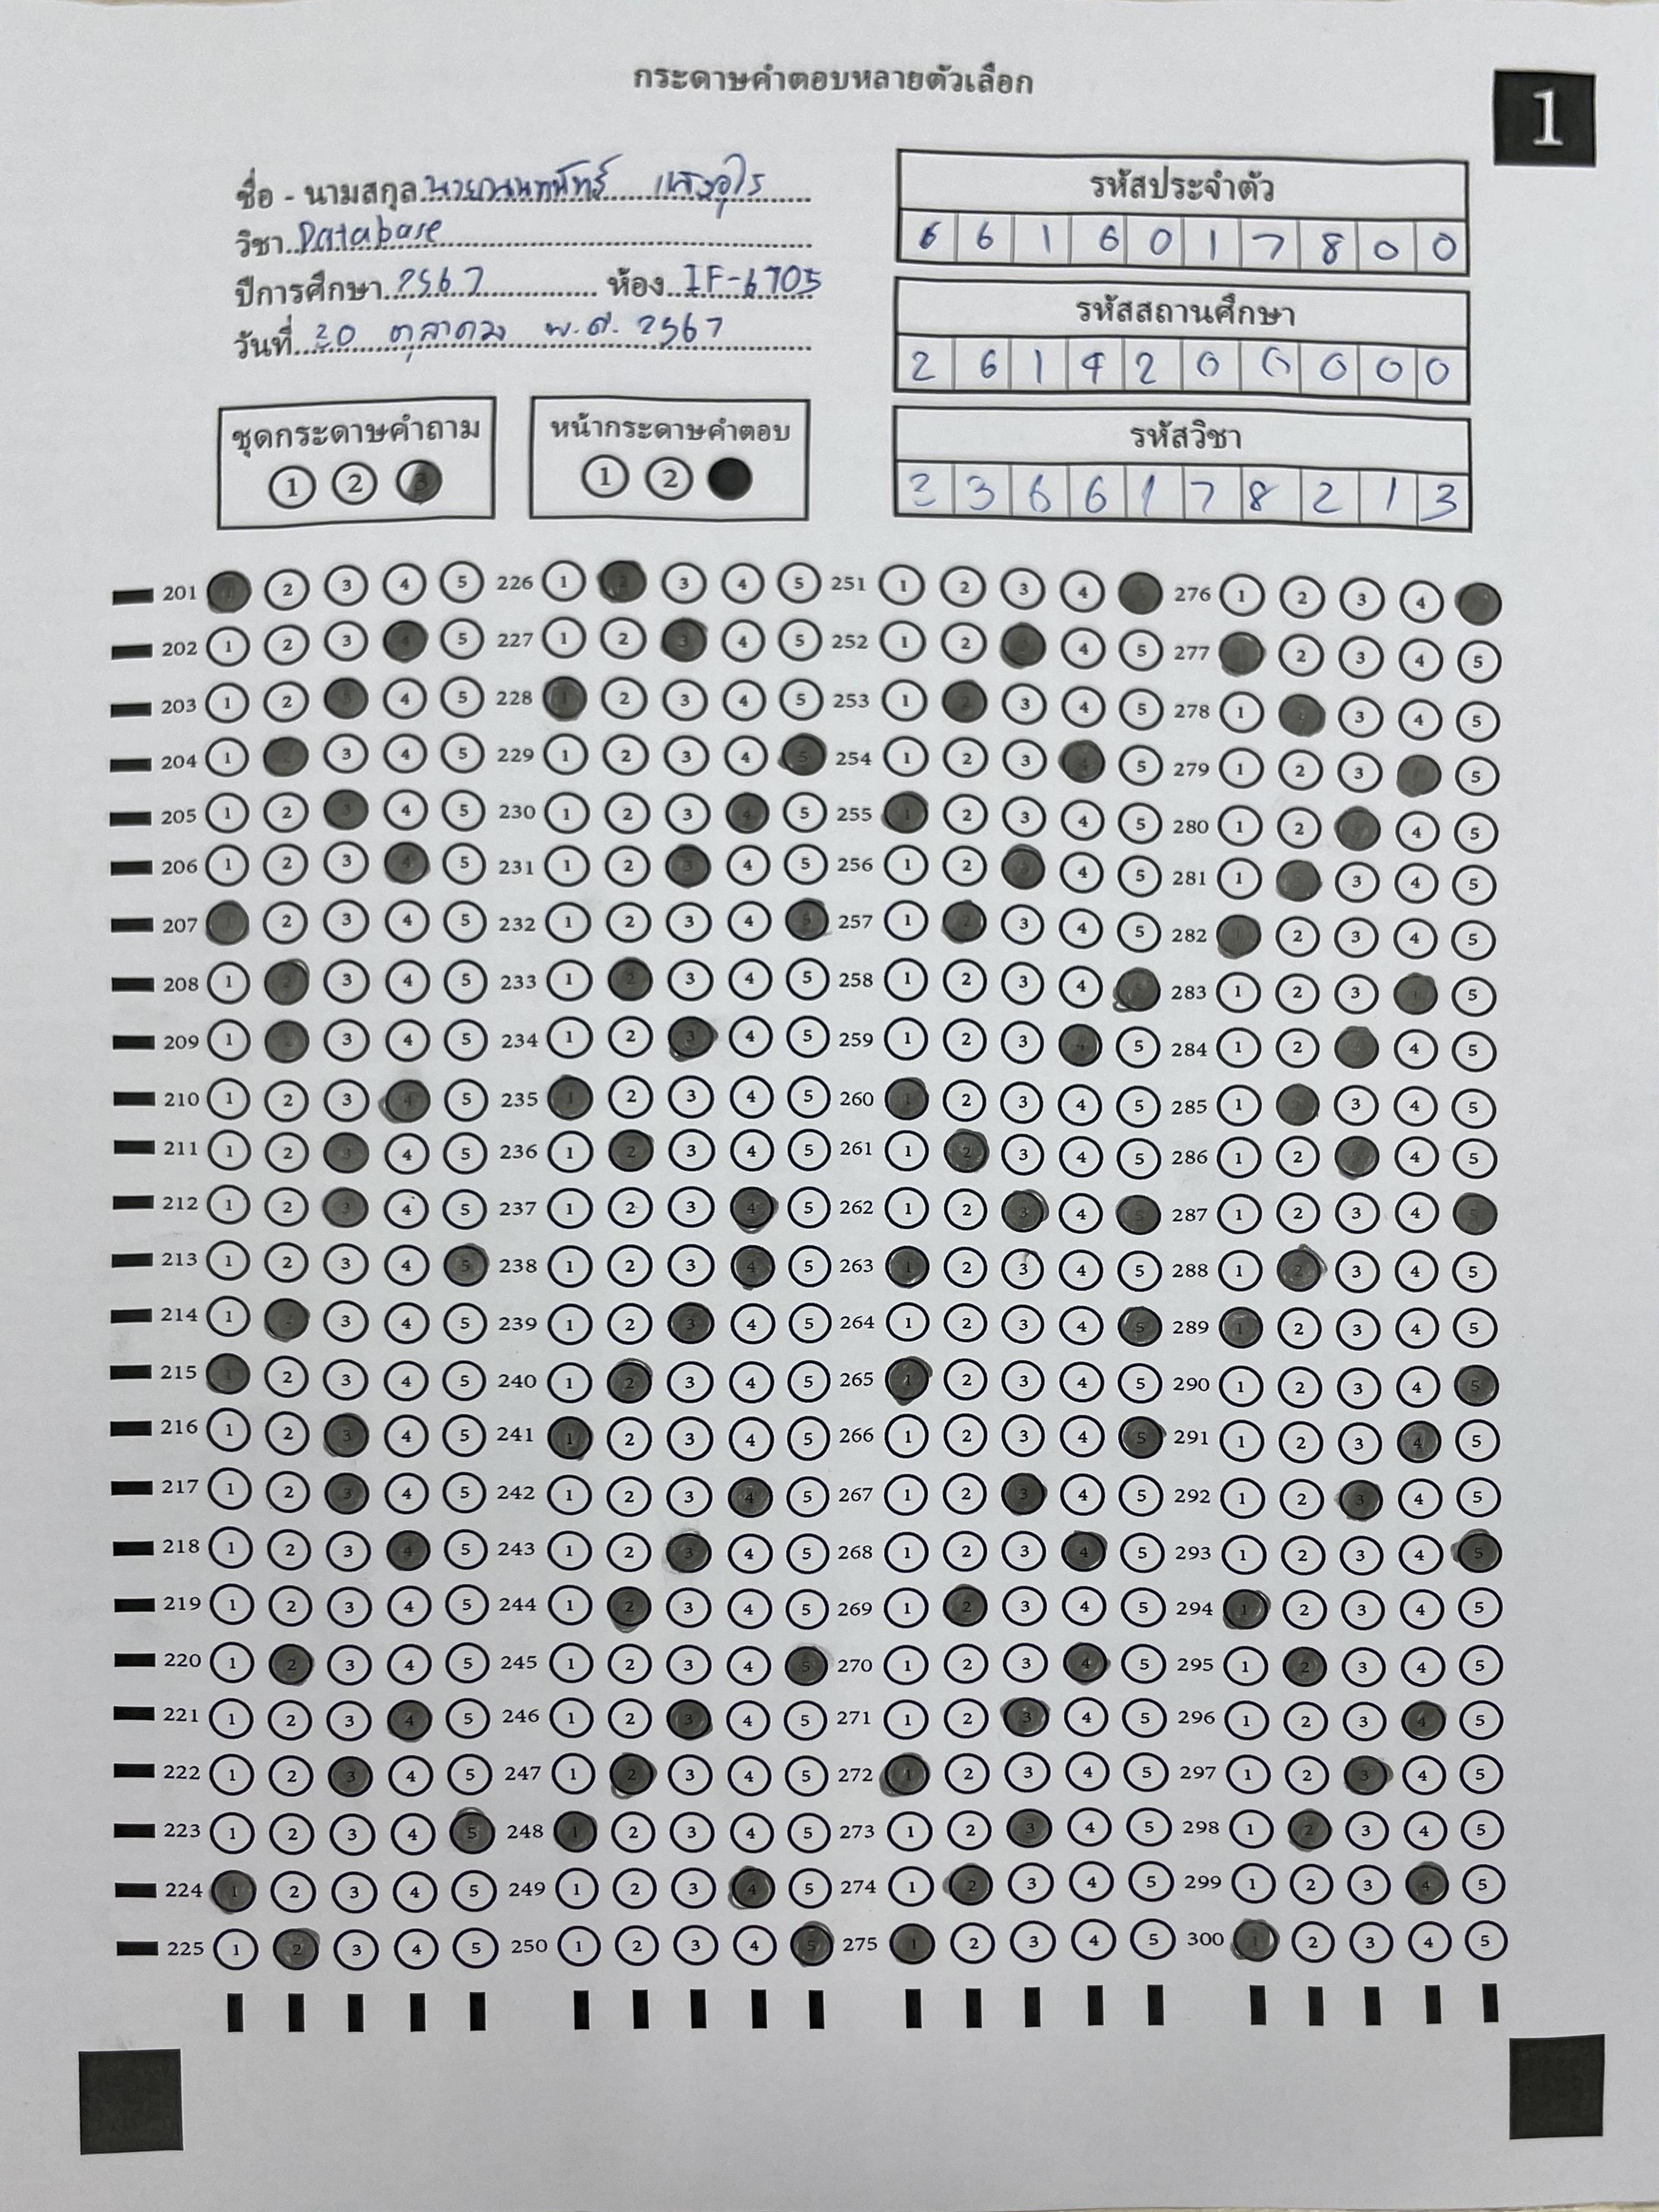 กระดาษคำตอบหลายตัวเลือก
1
ชื่อ - นามสกุล
วิชา Database
ปีการศึกษา 2567 ห้อง IF-6705
วันที่ 20 ตุลาคม พ.ศ. 2567
รหัสประจำตัว
6 6 1 6 0 1 7 8 0 0
รหัสสถานศึกษา
2 6 1 4 2 0 0 0 0 0
รหัสวิชา
3 3 6 6 1 7 8 2 1 3
ชุดกระดาษคำถาม
1 2 3
หน้ากระดาษคำตอบ
1 2
201 1 2 3 4 5 226 1 2 3 4 5 251 1 2 3 4 5 276 1 2 3 4
202 1 2 3 4 5 227 1 2 3 4 5 252 1 2 3 4 5 277 1 2 3 4 5
203 1 2 3 4 5 228 1 2 3 4 5 253 1 2 3 4 5 278 1 2 3 4 5
204 1 2 3 4 5 229 1 2 3 4 5 254 1 2 3 4 5 279 1 2 3 4 5
205 1 2 3 4 5 230 1 2 3 4 5 255 1 2 3 4 5 280 1 2 3 4 5
206 1 2 3 4 5 231 1 2 3 4 5 256 1 2 3 4 5 281 1 2 3 4 5
207 1 2 3 4 5 232 1 2 3 4 5 257 1 2 3 4 5 282 1 2 3 4 5
208 1 2 3 4 5 233 1 2 3 4 5 258 1 2 3 4 5 283 1 2 3 4 5
209 1 2 3 4 5 234 1 2 3 4 5 259 1 2 3 4 5 284 1 2 3 4 5
210 1 2 3 4 5 235 1 2 3 4 5 260 1 2 3 4 5 285 1 2 3 4 5
211 1 2 3 4 5 236 1 2 3 4 5 261 1 2 3 4 5 286 1 2 3 4 5
212 1 2 3 4 5 237 1 2 3 4 5 262 1 2 3 4 5 287 1 2 3 4 5
213 1 2 3 4 5 238 1 2 3 4 5 263 1 2 3 4 5 288 1 2 3 4 5
214 1 2 3 4 5 239 1 2 3 4 5 264 1 2 3 4 5 289 1 2 3 4 5
215 1 2 3 4 5 240 1 2 3 4 5 265 1 2 3 4 5 290 1 2 3 4 5
216 1 2 3 4 5 241 1 2 3 4 5 266 1 2 3 4 5 291 1 2 3 4 5
217 1 2 3 4 5 242 1 2 3 4 5 267 1 2 3 4 5 292 1 2 3 4 5
218 1 2 3 4 5 243 1 2 3 4 5 268 1 2 3 4 5 293 1 2 3 4 5
219 1 2 3 4 5 244 1 2 3 4 5 269 1 2 3 4 5 294 1 2 3 4 5
220 1 2 3 4 5 245 1 2 3 4 5 270 1 2 3 4 5 295 1 2 3 4 5
221 1 2 3 4 5 246 1 2 3 4 5 271 1 2 3 4 5 296 1 2 3 4 5
222 1 2 3 4 5 247 1 2 3 4 5 272 1 2 3 4 5 297 1 2 3 4 5
223 1 2 3 4 5 248 1 2 3 4 5 273 1 2 3 4 5 298 1 2 3 4 5
224 1 2 3 4 5 249 1 2 3 4 5 274 1 2 3 4 5 299 1 2 3 4 5
225 1 2 3 4 5 250 1 2 3 4 5 275 1 2 3 4 5 300 1 2 3 4 5